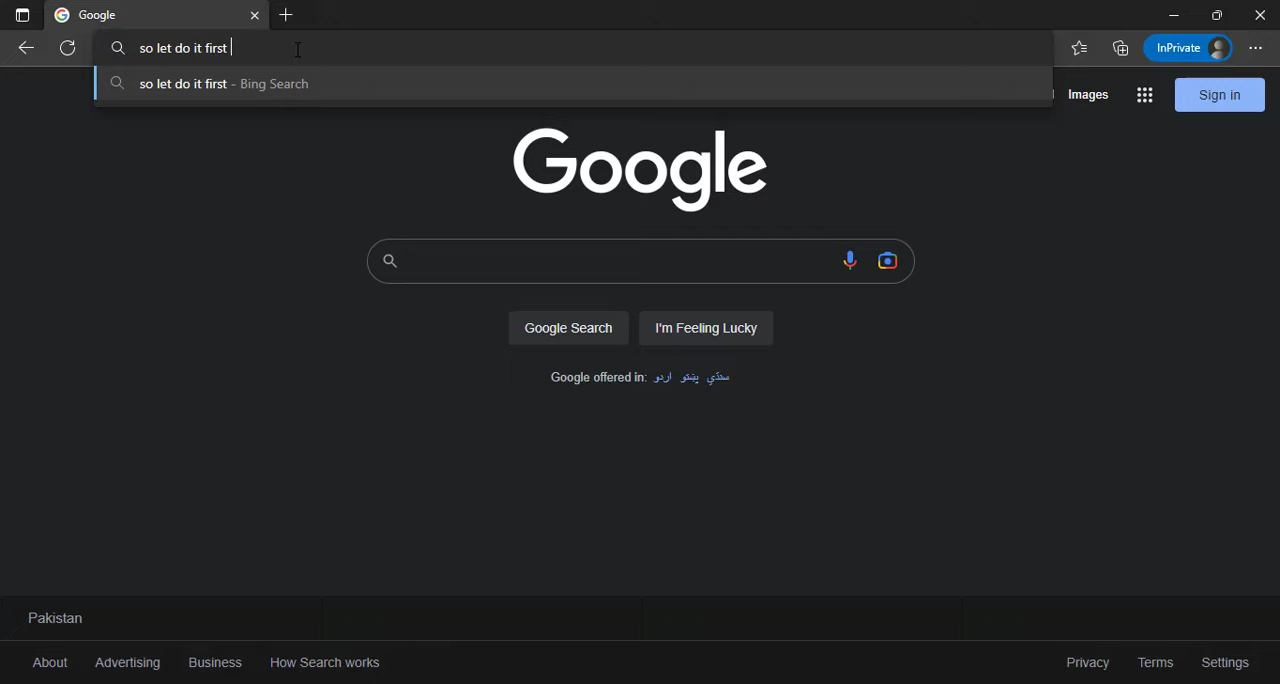 Google
so let do it first
InPrivate
so let do it first - Bing Search
Images
Sign in
Google
Google Search
I'm Feeling Lucky
Google offered in: اردو پښتو سنڌي
Pakistan
About
Advertising
Business
How Search works
Privacy
Terms
Settings